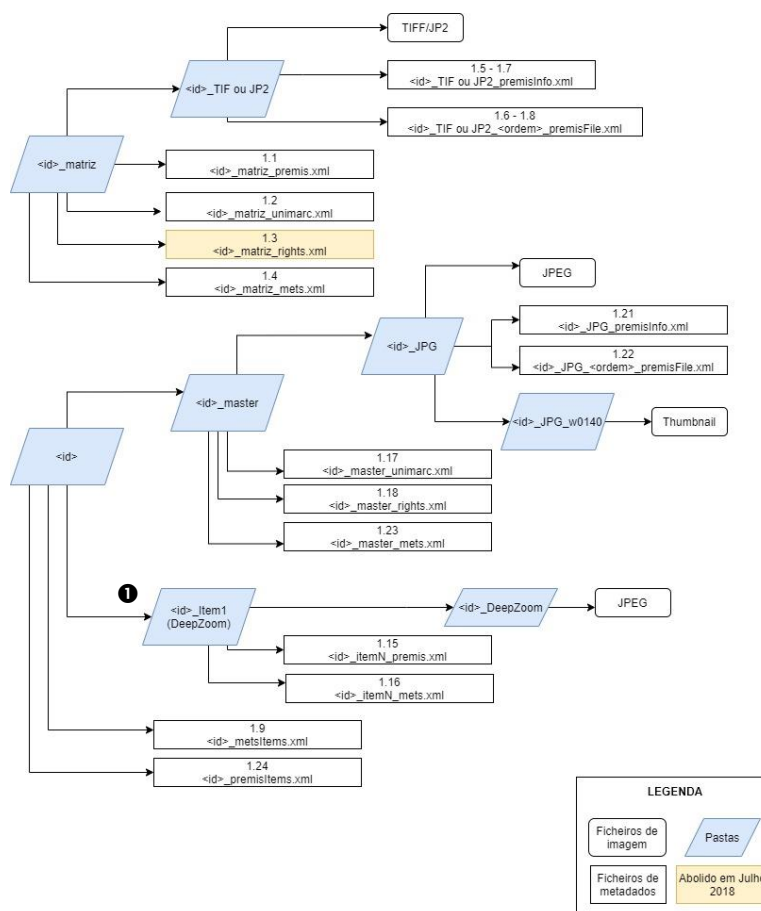 TIFF/JP2
<id>_TIF ou JP2
1.5 - 1.7
<id>_TIF ou JP2_premisInfo.xml
1.6 - 1.8
<id>_TIF ou JP2_<ordem>_premisFile.xml
<id>_matriz
1.1
<id>_matriz_premis.xml
1.2
<id>_matriz_unimarc.xml
1.3
<id>_matriz_rights.xml
1.4
<id>_matriz_mets.xml
JPEG
<id>_JPG
1.21
<id>_JPG_premisInfo.xml
1.22
<id>_JPG_<ordem>_premisFile.xml
<id>_master
<id>_JPG_w0140
Thumbnail
<id>
1.17
<id>_master_unimarc.xml
1.18
<id>_master_rights.xml
1.23
<id>_master_mets.xml
❶
<id>_Item1
(DeepZoom)
<id>_DeepZoom
JPEG
1.15
<id>_itemN_premis.xml
1.16
<id>_itemN_mets.xml
1.9
<id>_metsItems.xml
1.24
<id>_premisItems.xml
LEGENDA
Ficheiros de
imagem
Pastas
Ficheiros de
metadados
Abolido em Julho
2018